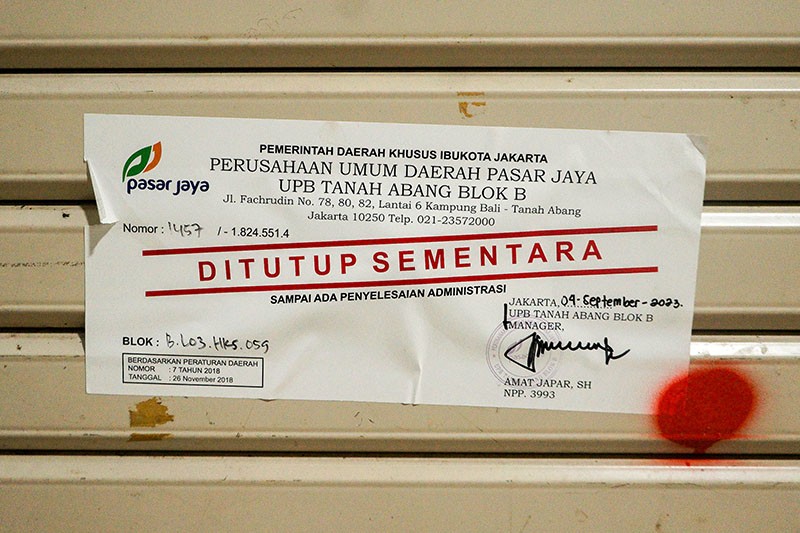 pasar jaya
PEMERINTAH DAERAH KHUSUS IBUKOTA JAKARTA
PERUSAHAAN UMUM DAERAH PASAR JAYA
UPB TANAH ABANG BLOK B
Jl. Fachrudin No. 78, 80, 82, Lantai 6 Kampung Bali - Tanah Abang
Jakarta 10250 Telp. 021-23572000
Nomor : 1457 / - 1.824.551.4
DITUTUP SEMENTARA
SAMPAI ADA PENYELESAIAN ADMINISTRASI
JAKARTA, 09-September-2023.
UPB TANAH ABANG BLOK B
MANAGER,
BLOK : B.L03.HKS.059
BERDASARKAN PERATURAN DAERAH
NOMOR : 7 TAHUN 2018
TANGGAL : 26 November 2018
AMAT JAPAR, SH
NPP. 3993